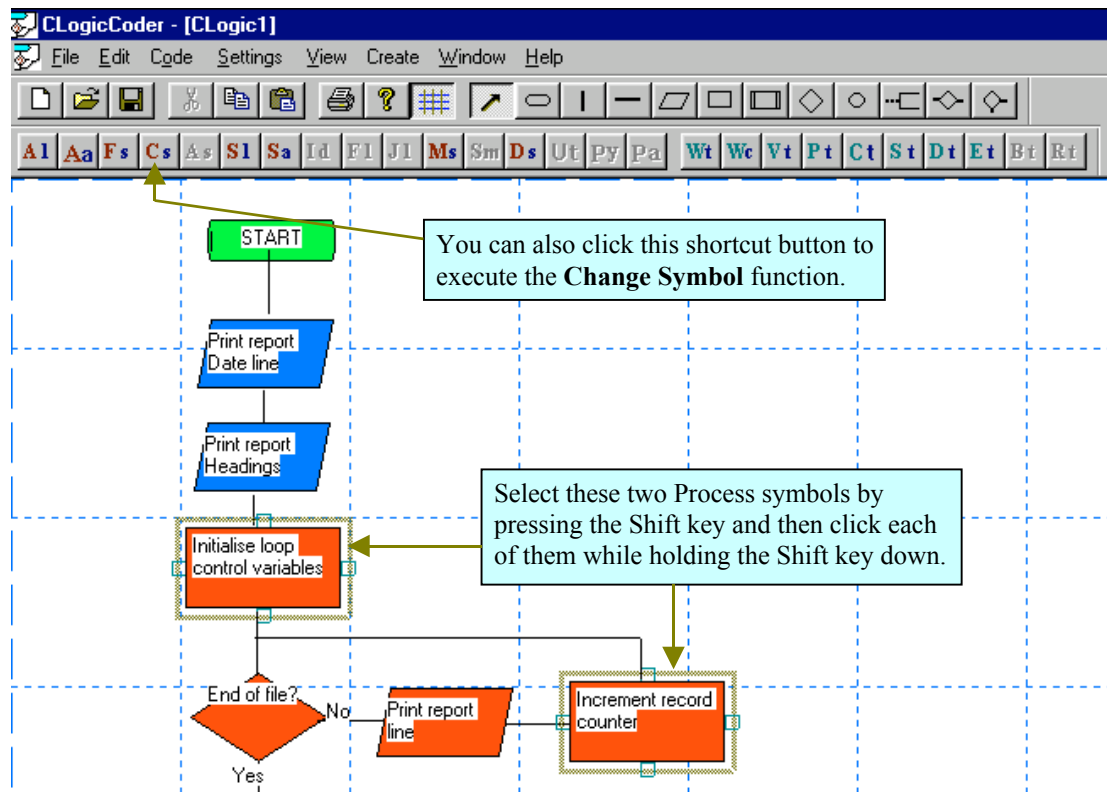 CLogicCoder - [CLogic1]
File Edit Code Settings View Create Window Help
Al Aa Fs Cs As Sl Sa Id Fl Jl Ms Sm Ds Ut Py Pa Wt Wc Vt Pt Ct St Dt Et Bt Rt
START
You can also click this shortcut button to
execute the Change Symbol function.
Print report
Date line
Print report
Headings
Select these two Process symbols by
pressing the Shift key and then click each
of them while holding the Shift key down.
Initialise loop
control variables
End of file?
No
Print report
line
Increment record
counter
Yes